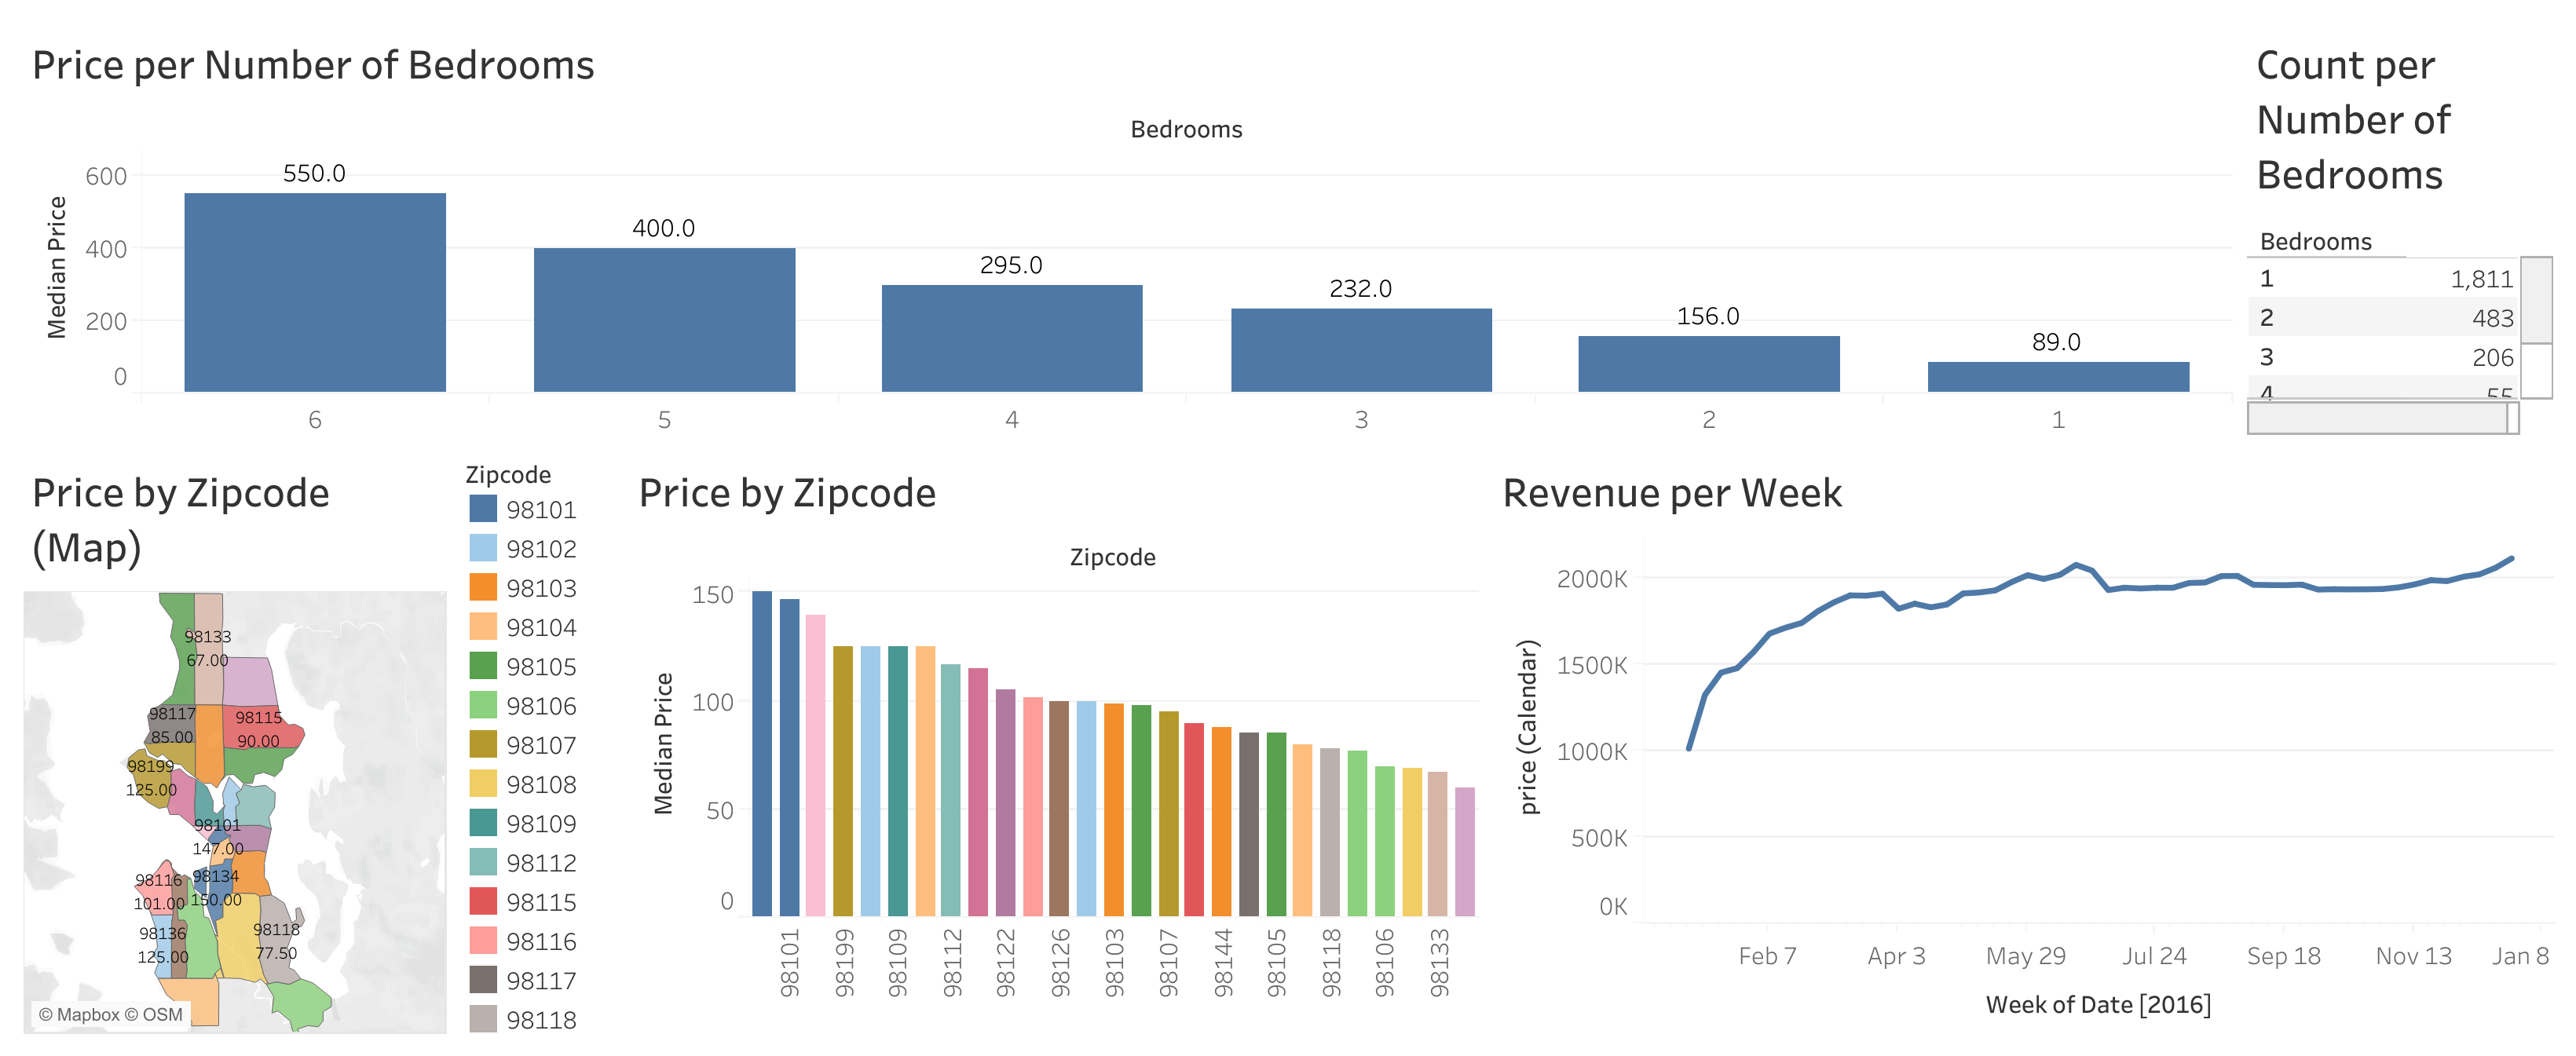 Price per Number of Bedrooms
Bedrooms
Median Price
600
400
200
0
550.0
400.0
295.0
232.0
156.0
89.0
6
5
4
3
2
1
Count per
Number of
Bedrooms
Bedrooms
1 1,811
2 483
3 206
4 55
Price by Zipcode
(Map)
98133
67.00
98117
85.00
98115
90.00
98199
125.00
98101
147.00
98116
101.00
98134
150.00
98136
125.00
98118
77.50
© Mapbox © OSM
Zipcode
98101
98102
98103
98104
98105
98106
98107
98108
98109
98112
98115
98116
98117
98118
Price by Zipcode
Zipcode
Median Price
150
100
50
0
98101
98199
98109
98112
98122
98126
98103
98107
98144
98105
98118
98106
98133
Revenue per Week
price (Calendar)
2000K
1500K
1000K
500K
0K
Feb 7
Apr 3
May 29
Jul 24
Sep 18
Nov 13
Jan 8
Week of Date [2016]